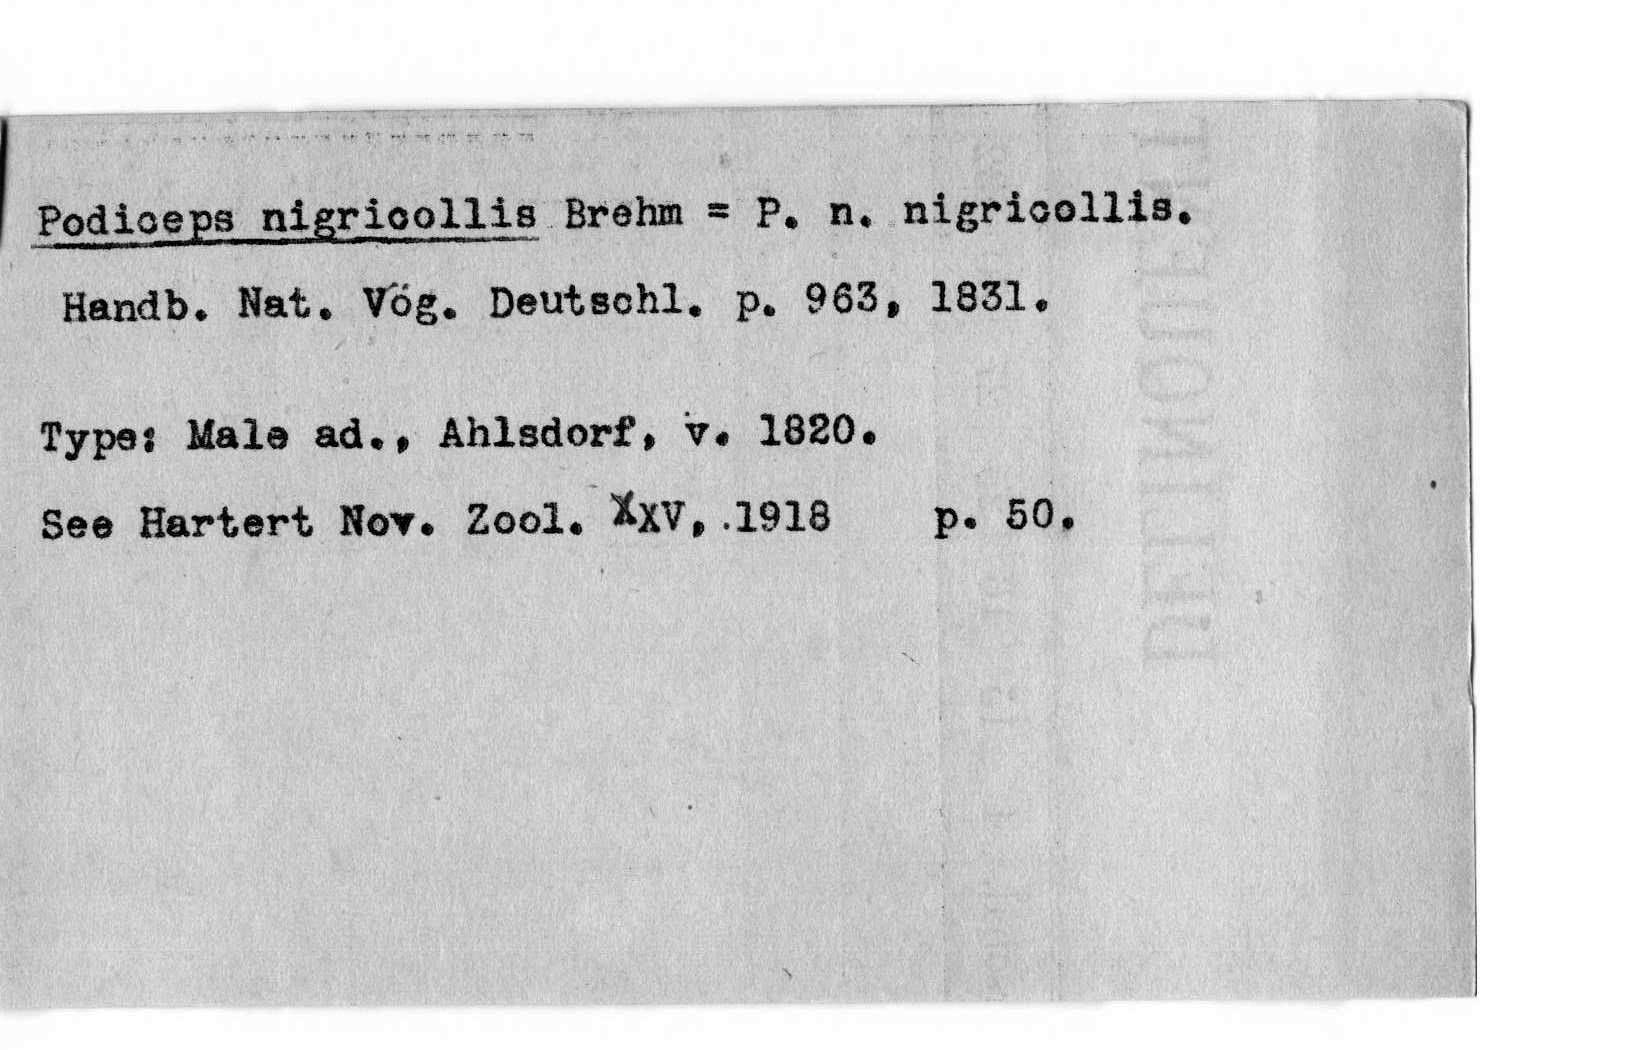 Podiceps nigricollis Brehm = P. n. nigricollis.
Handb. Nat. Vög. Deutschl. p. 963, 1831.
Type: Male ad., Ahlsdorf, v. 1820.
See Hartert Nov. Zool. XXV, .1918 p. 50.